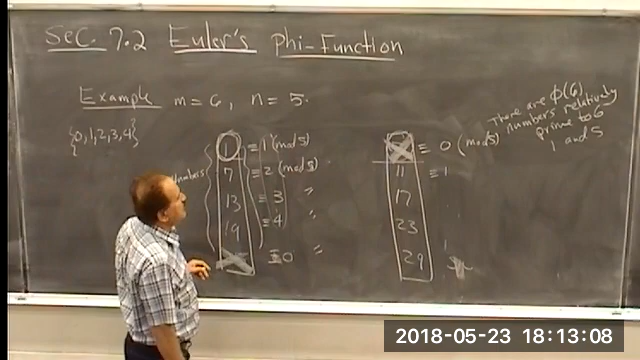 Sec. 7.2 Euler's Phi-Function
Example m = 6, n = 5.
There are φ(6)
numbers relatively
prime to 6
1 and 5
{0,1,2,3,4}
{
numbers
1 ≡ 1 (mod 5)
7 ≡ 2 (mod 5)
13 ≡ 3 "
19 ≡ 4 "
≡ 0 "
≡ 0 (mod 5)
11 ≡ 1
17
23
29
2018-05-23 18:13:08